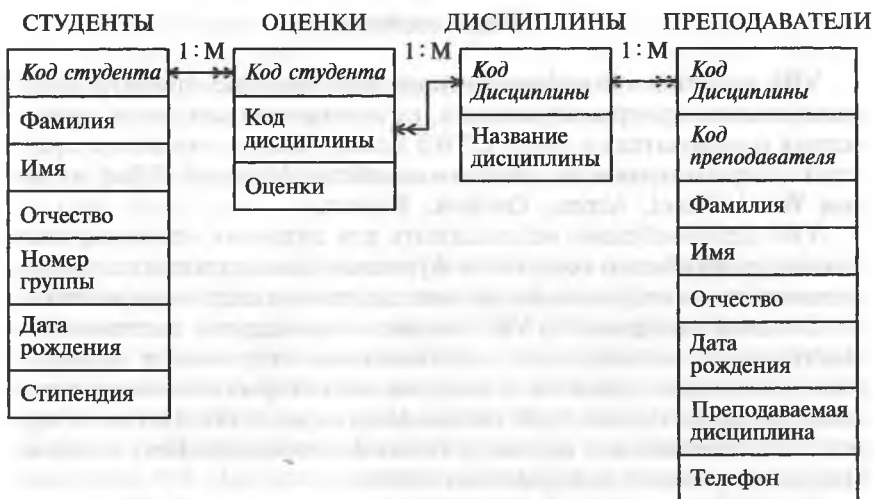 СТУДЕНТЫ
ОЦЕНКИ
ДИСЦИПЛИНЫ
ПРЕПОДАВАТЕЛИ
1:М
1:М
1:М
Код студента
Фамилия
Имя
Отчество
Номер
группы
Дата
рождения
Стипендия
Код студента
Код
дисциплины
Оценки
Код
Дисциплины
Название
дисциплины
Код
Дисциплины
Код
преподавателя
Фамилия
Имя
Отчество
Дата
рождения
Преподаваемая
дисциплина
Телефон